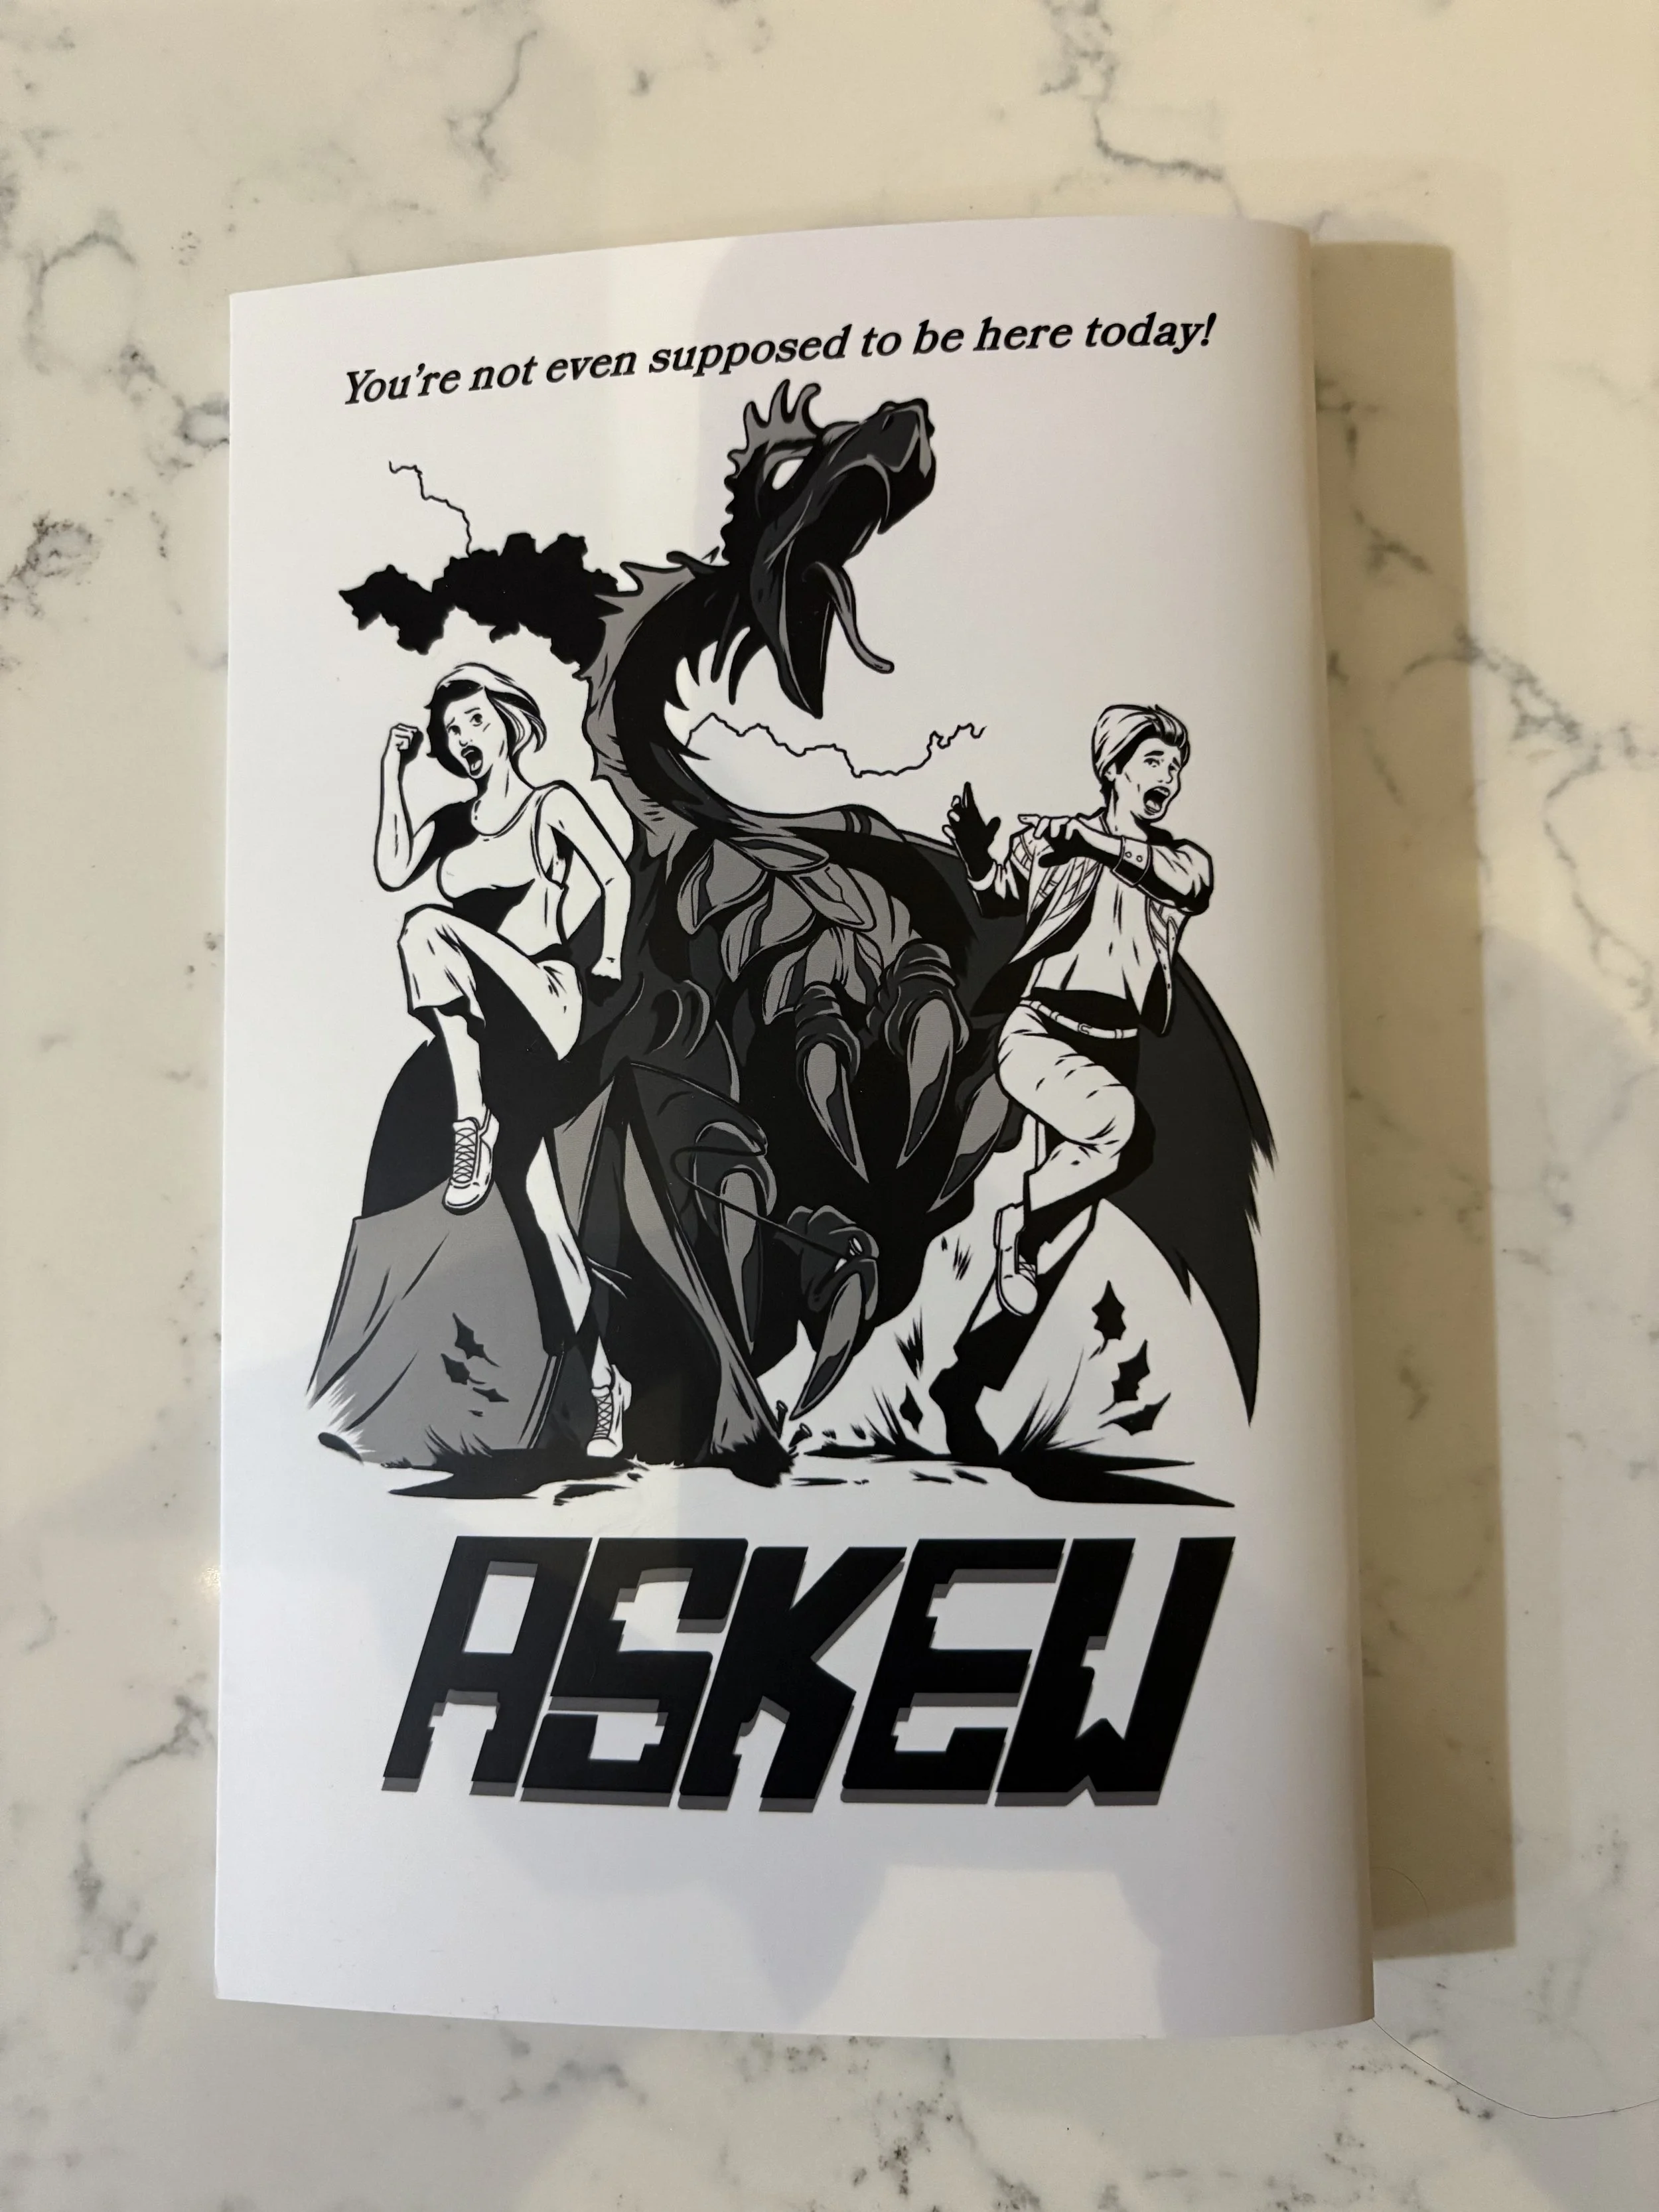 You're not even supposed to be here today!
ASKEW